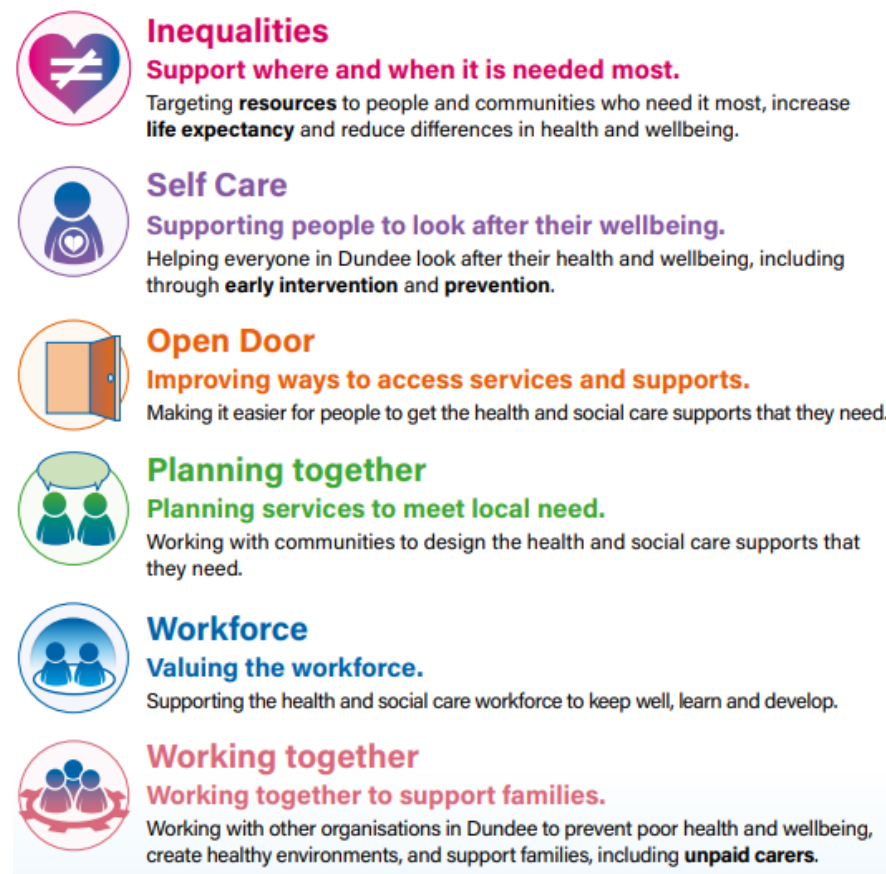 Inequalities
Support where and when it is needed most.
Targeting resources to people and communities who need it most, increase
life expectancy and reduce differences in health and wellbeing.
Self Care
Supporting people to look after their wellbeing.
Helping everyone in Dundee look after their health and wellbeing, including
through early intervention and prevention.
Open Door
Improving ways to access services and supports.
Making it easier for people to get the health and social care supports that they need.
Planning together
Planning services to meet local need.
Working with communities to design the health and social care supports that
they need.
Workforce
Valuing the workforce.
Supporting the health and social care workforce to keep well, learn and develop.
Working together
Working together to support families.
Working with other organisations in Dundee to prevent poor health and wellbeing,
create healthy environments, and support families, including unpaid carers.